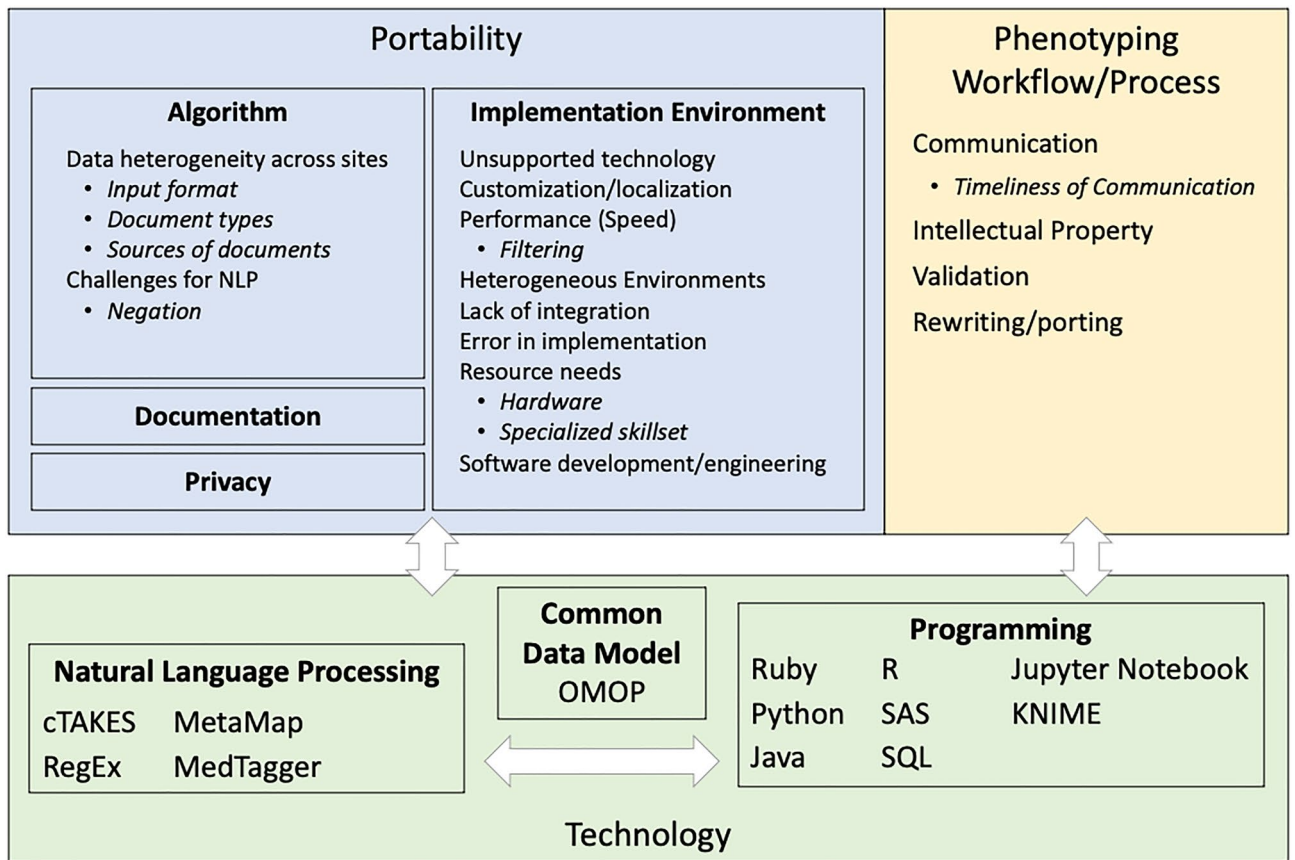 Portability
Algorithm
Data heterogeneity across sites
• Input format
• Document types
• Sources of documents
Challenges for NLP
• Negation
Documentation
Privacy
Implementation Environment
Unsupported technology
Customization/localization
Performance (Speed)
• Filtering
Heterogeneous Environments
Lack of integration
Error in implementation
Resource needs
• Hardware
• Specialized skillset
Software development/engineering
Phenotyping
Workflow/Process
Communication
• Timeliness of Communication
Intellectual Property
Validation
Rewriting/porting
Natural Language Processing
cTAKES MetaMap
RegEx MedTagger
Common
Data Model
OMOP
Programming
Ruby R Jupyter Notebook
Python SAS KNIME
Java SQL
Technology